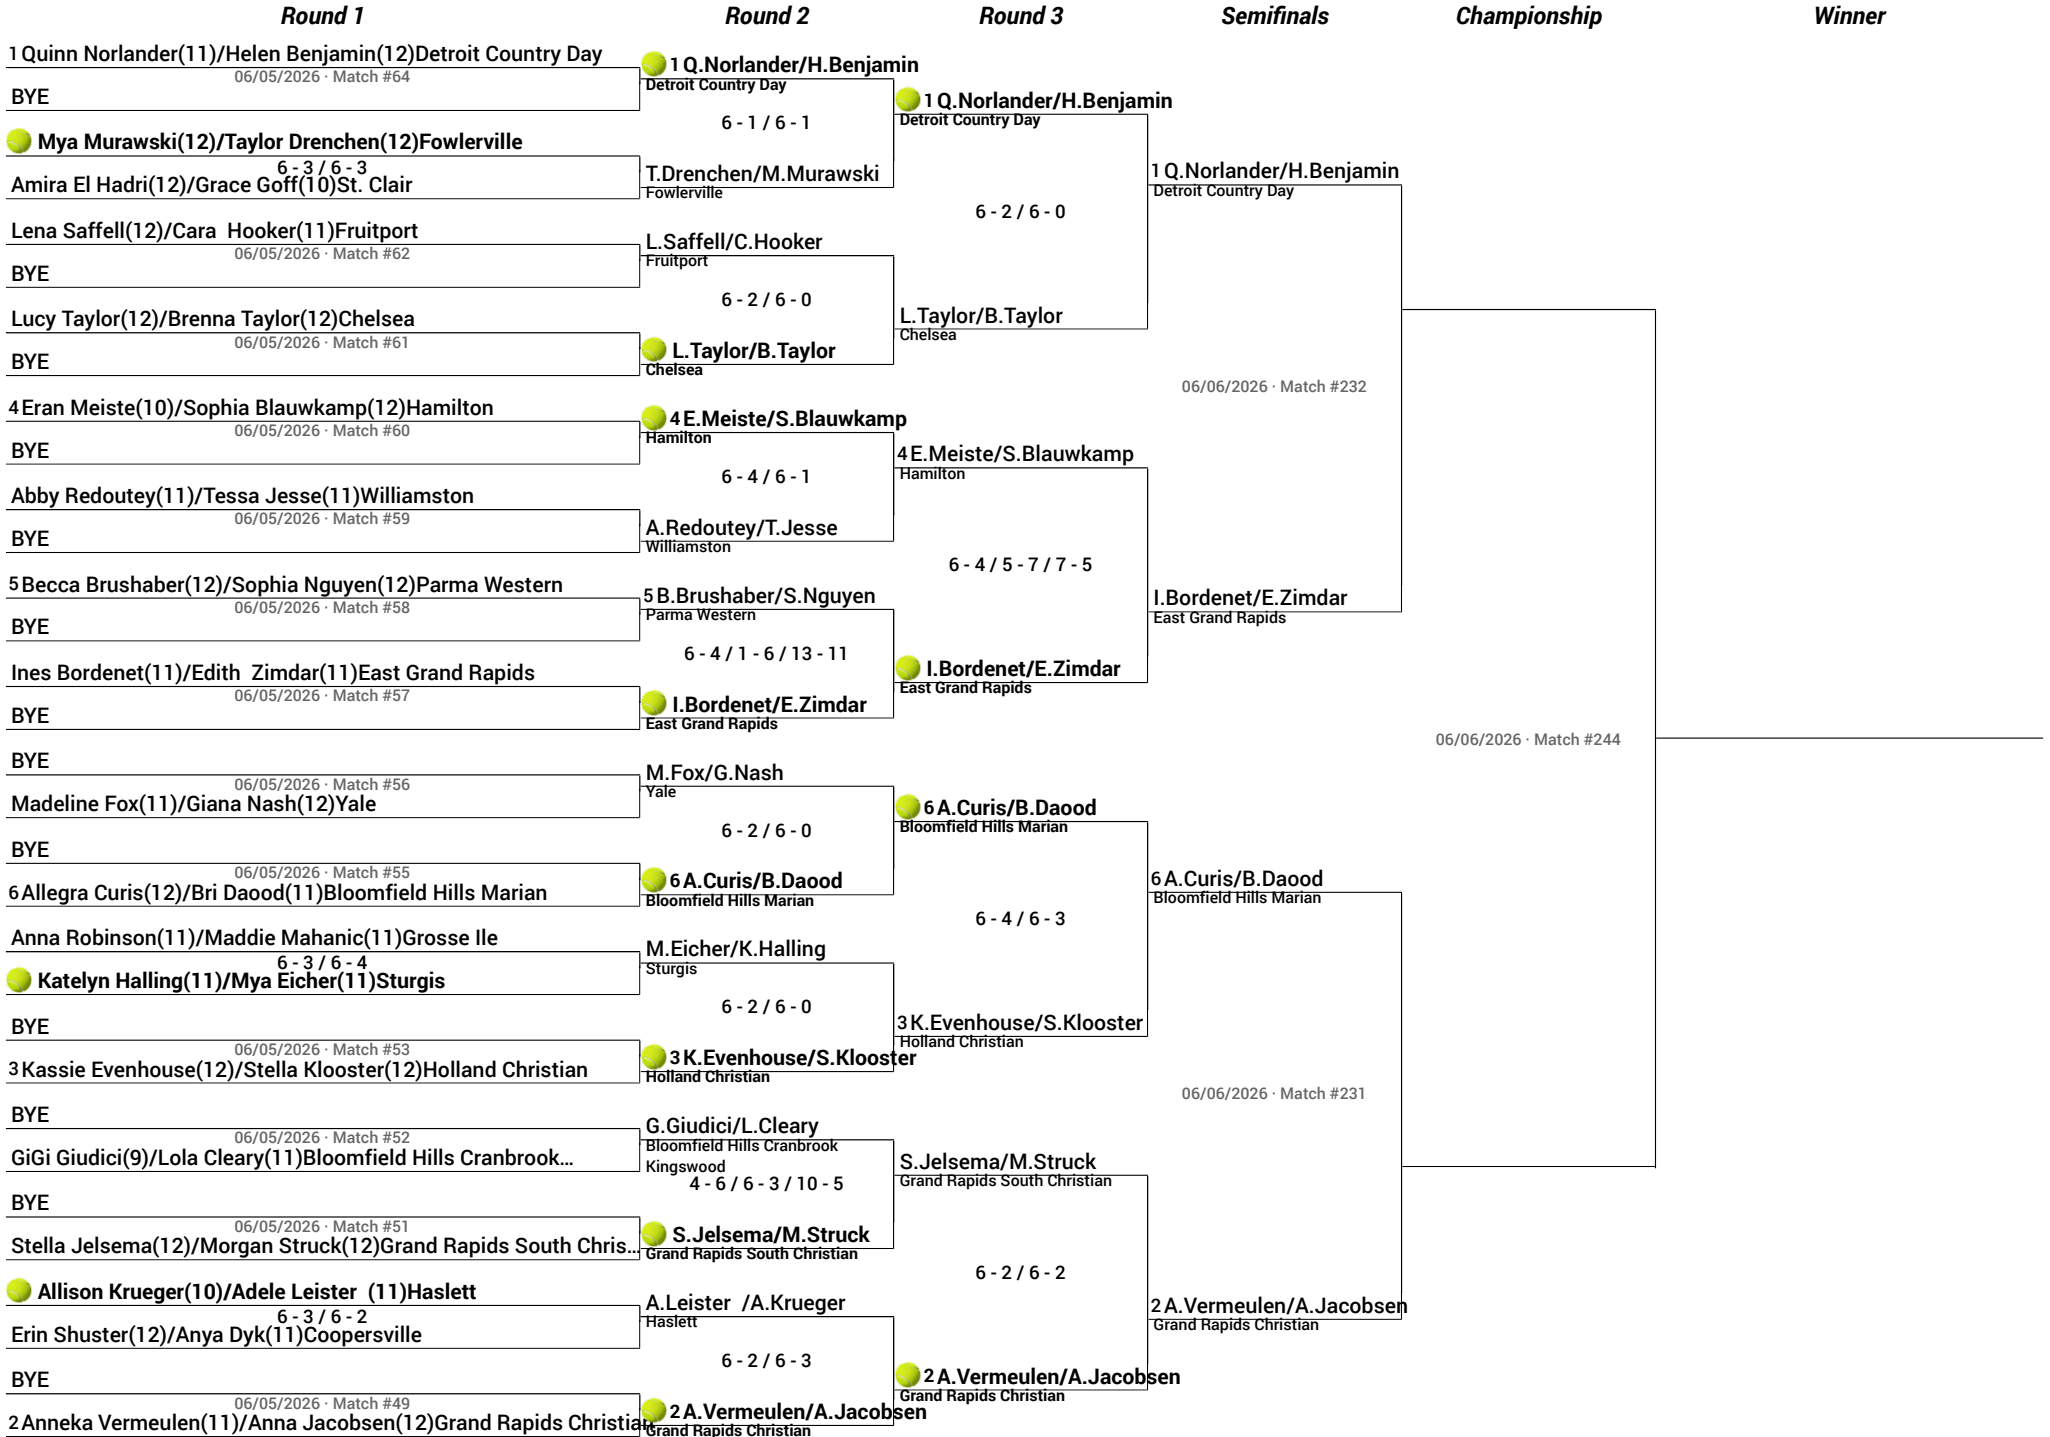 Round 1
Round 2
Round 3
Semifinals
Championship
Winner
1 Quinn Norlander(11)/Helen Benjamin(12)Detroit Country Day
06/05/2026 · Match #64
BYE
Mya Murawski(12)/Taylor Drenchen(12)Fowlerville
6 - 3 / 6 - 3
Amira El Hadri(12)/Grace Goff(10)St. Clair
Lena Saffell(12)/Cara  Hooker(11)Fruitport
06/05/2026 · Match #62
BYE
Lucy Taylor(12)/Brenna Taylor(12)Chelsea
06/05/2026 · Match #61
BYE
4 Eran Meiste(10)/Sophia Blauwkamp(12)Hamilton
06/05/2026 · Match #60
BYE
Abby Redoutey(11)/Tessa Jesse(11)Williamston
06/05/2026 · Match #59
BYE
5 Becca Brushaber(12)/Sophia Nguyen(12)Parma Western
06/05/2026 · Match #58
BYE
Ines Bordenet(11)/Edith  Zimdar(11)East Grand Rapids
06/05/2026 · Match #57
BYE
BYE
06/05/2026 · Match #56
Madeline Fox(11)/Giana Nash(12)Yale
BYE
06/05/2026 · Match #55
6 Allegra Curis(12)/Bri Daood(11)Bloomfield Hills Marian
Anna Robinson(11)/Maddie Mahanic(11)Grosse Ile
6 - 3 / 6 - 4
Katelyn Halling(11)/Mya Eicher(11)Sturgis
BYE
06/05/2026 · Match #53
3 Kassie Evenhouse(12)/Stella Klooster(12)Holland Christian
BYE
06/05/2026 · Match #52
GiGi Giudici(9)/Lola Cleary(11)Bloomfield Hills Cranbrook...
BYE
06/05/2026 · Match #51
Stella Jelsema(12)/Morgan Struck(12)Grand Rapids South Chris...
Allison Krueger(10)/Adele Leister  (11)Haslett
6 - 3 / 6 - 2
Erin Shuster(12)/Anya Dyk(11)Coopersville
BYE
06/05/2026 · Match #49
2 Anneka Vermeulen(11)/Anna Jacobsen(12)Grand Rapids Christian
1 Q.Norlander/H.Benjamin
Detroit Country Day
6 - 1 / 6 - 1
T.Drenchen/M.Murawski
Fowlerville
L.Saffell/C.Hooker
Fruitport
6 - 2 / 6 - 0
L.Taylor/B.Taylor
Chelsea
4 E.Meiste/S.Blauwkamp
Hamilton
6 - 4 / 6 - 1
A.Redoutey/T.Jesse
Williamston
5 B.Brushaber/S.Nguyen
Parma Western
6 - 4 / 1 - 6 / 13 - 11
I.Bordenet/E.Zimdar
East Grand Rapids
M.Fox/G.Nash
Yale
6 - 2 / 6 - 0
6 A.Curis/B.Daood
Bloomfield Hills Marian
M.Eicher/K.Halling
Sturgis
6 - 2 / 6 - 0
3 K.Evenhouse/S.Klooster
Holland Christian
G.Giudici/L.Cleary
Bloomfield Hills Cranbrook
Kingswood
4 - 6 / 6 - 3 / 10 - 5
S.Jelsema/M.Struck
Grand Rapids South Christian
A.Leister  /A.Krueger
Haslett
6 - 2 / 6 - 3
2 A.Vermeulen/A.Jacobsen
Grand Rapids Christian
1 Q.Norlander/H.Benjamin
Detroit Country Day
6 - 2 / 6 - 0
L.Taylor/B.Taylor
Chelsea
4 E.Meiste/S.Blauwkamp
Hamilton
6 - 4 / 5 - 7 / 7 - 5
I.Bordenet/E.Zimdar
East Grand Rapids
6 A.Curis/B.Daood
Bloomfield Hills Marian
6 - 4 / 6 - 3
3 K.Evenhouse/S.Klooster
Holland Christian
S.Jelsema/M.Struck
Grand Rapids South Christian
6 - 2 / 6 - 2
2 A.Vermeulen/A.Jacobsen
Grand Rapids Christian
1 Q.Norlander/H.Benjamin
Detroit Country Day
06/06/2026 · Match #232
I.Bordenet/E.Zimdar
East Grand Rapids
6 A.Curis/B.Daood
Bloomfield Hills Marian
06/06/2026 · Match #231
2 A.Vermeulen/A.Jacobsen
Grand Rapids Christian
06/06/2026 · Match #244